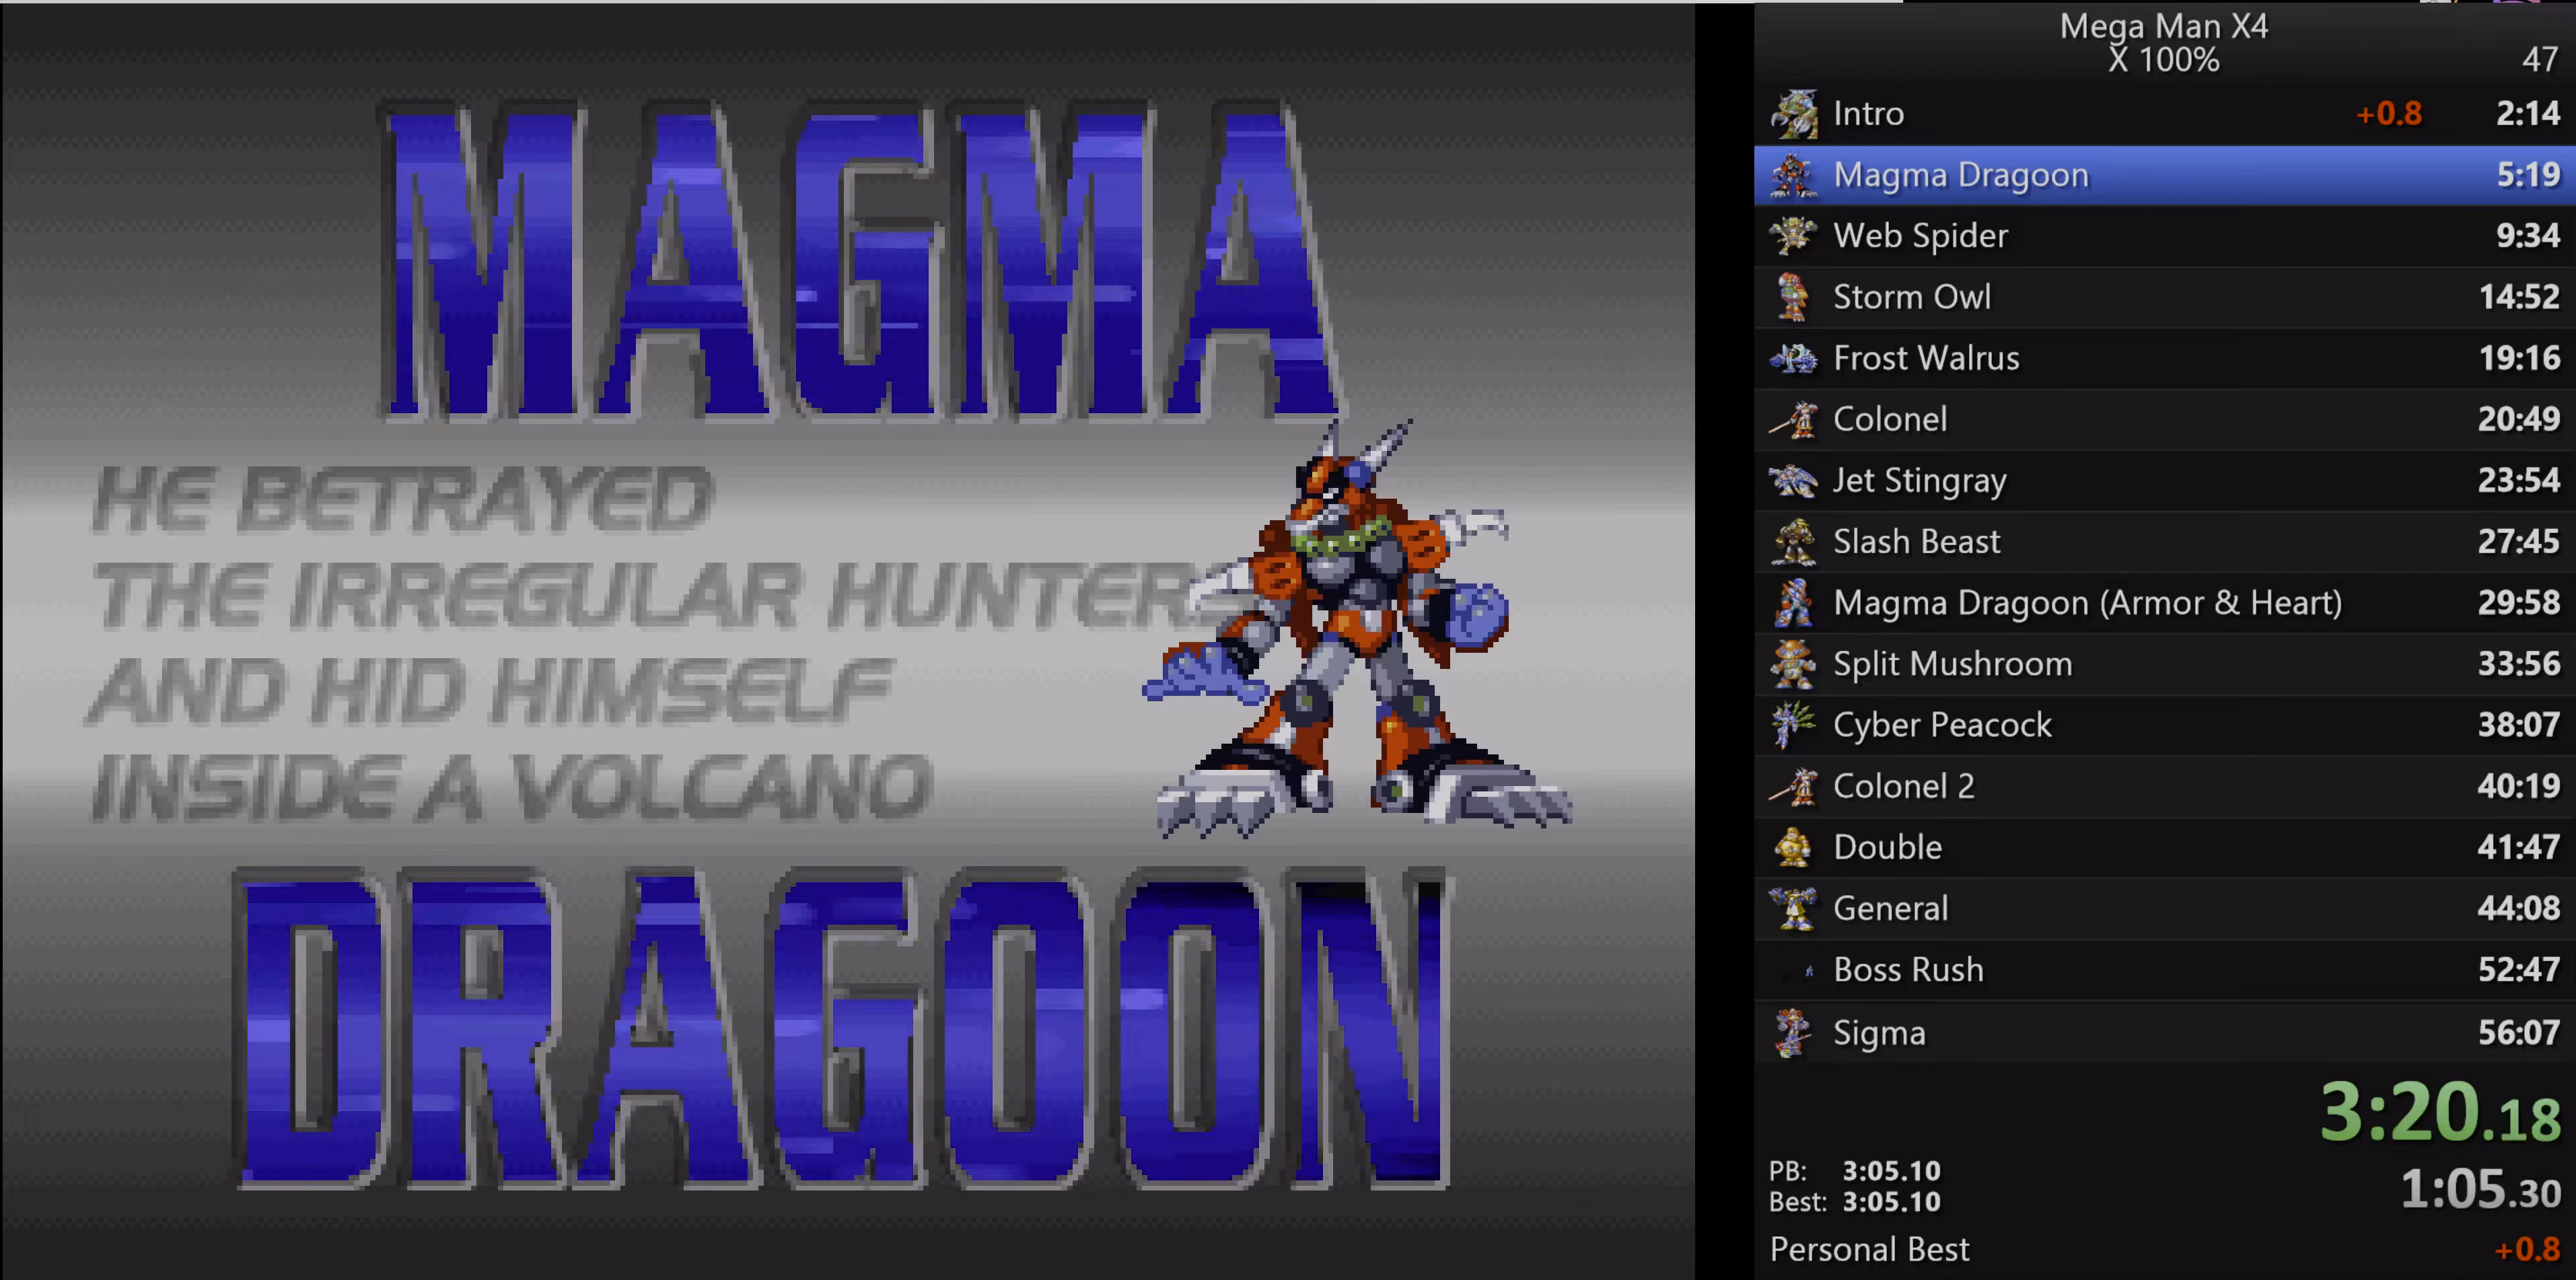 MAGMA
HE BETRAYED
THE IRREGULAR HUNTERS
AND HID HIMSELF
INSIDE A VOLCANO
DRAGOON
Mega Man X4
X 100% 47
Intro +0.8 2:14
Magma Dragoon 5:19
Web Spider 9:34
Storm Owl 14:52
Frost Walrus 19:16
Colonel 20:49
Jet Stingray 23:54
Slash Beast 27:45
Magma Dragoon (Armor & Heart) 29:58
Split Mushroom 33:56
Cyber Peacock 38:07
Colonel 2 40:19
Double 41:47
General 44:08
Boss Rush 52:47
Sigma 56:07
3:20.18
PB: 3:05.10
Best: 3:05.10
1:05.30
Personal Best +0.8